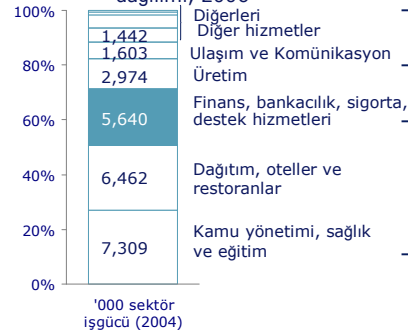 dağılımı, 2006
100%
80%
60%
40%
20%
0%
1,442
1,603
2,974
5,640
6,462
7,309
Diğerleri
Diğer hizmetler
Ulaşım ve Komünikasyon
Üretim
Finans, bankacılık, sigorta,
destek hizmetleri
Dağıtım, oteller ve
restoranlar
Kamu yönetimi, sağlık
ve eğitim
'000 sektör
işgücü (2004)